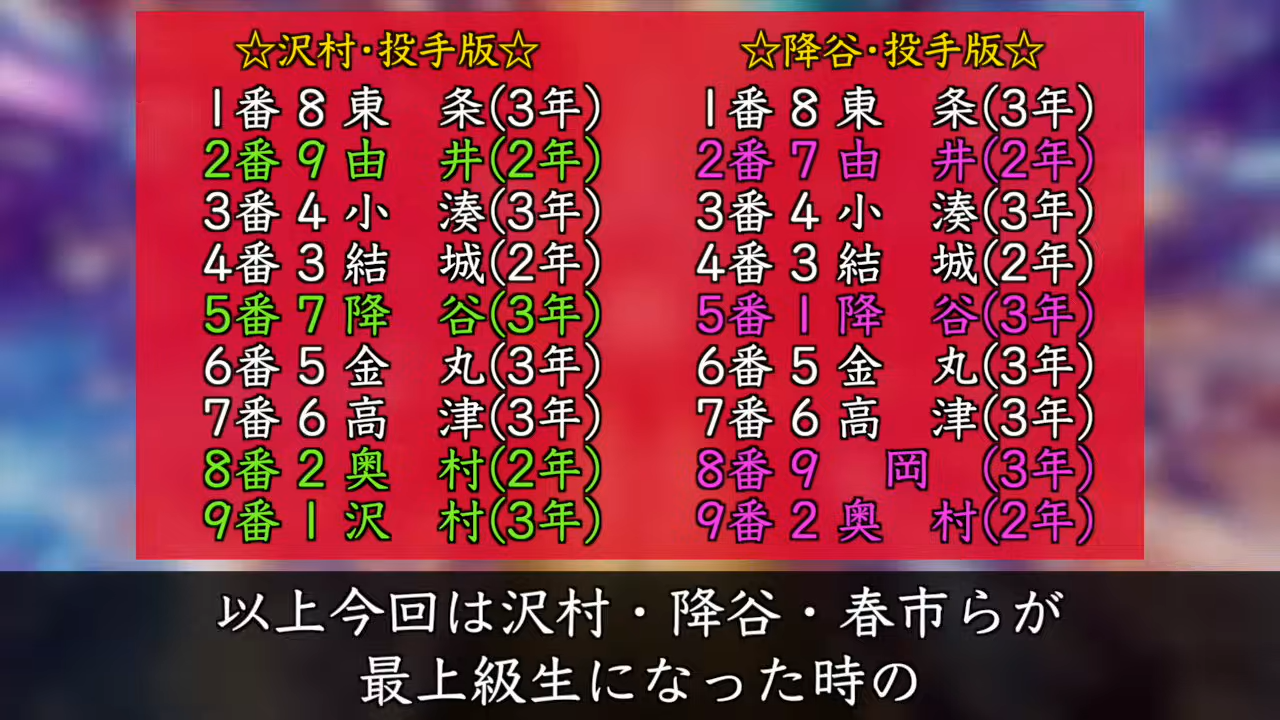 ☆沢村・投手版☆
1番 8 東 条(3年)
2番 9 由 井(2年)
3番 4 小 湊(3年)
4番 3 結 城(2年)
5番 7 降 谷(3年)
6番 5 金 丸(3年)
7番 6 高 津(3年)
8番 2 奥 村(2年)
9番 1 沢 村(3年)
☆降谷・投手版☆
1番 8 東 条(3年)
2番 7 由 井(2年)
3番 4 小 湊(3年)
4番 3 結 城(2年)
5番 1 降 谷(3年)
6番 5 金 丸(3年)
7番 6 高 津(3年)
8番 9 岡 (3年)
9番 2 奥 村(2年)
以上今回は沢村・降谷・春市らが
最上級生になった時の